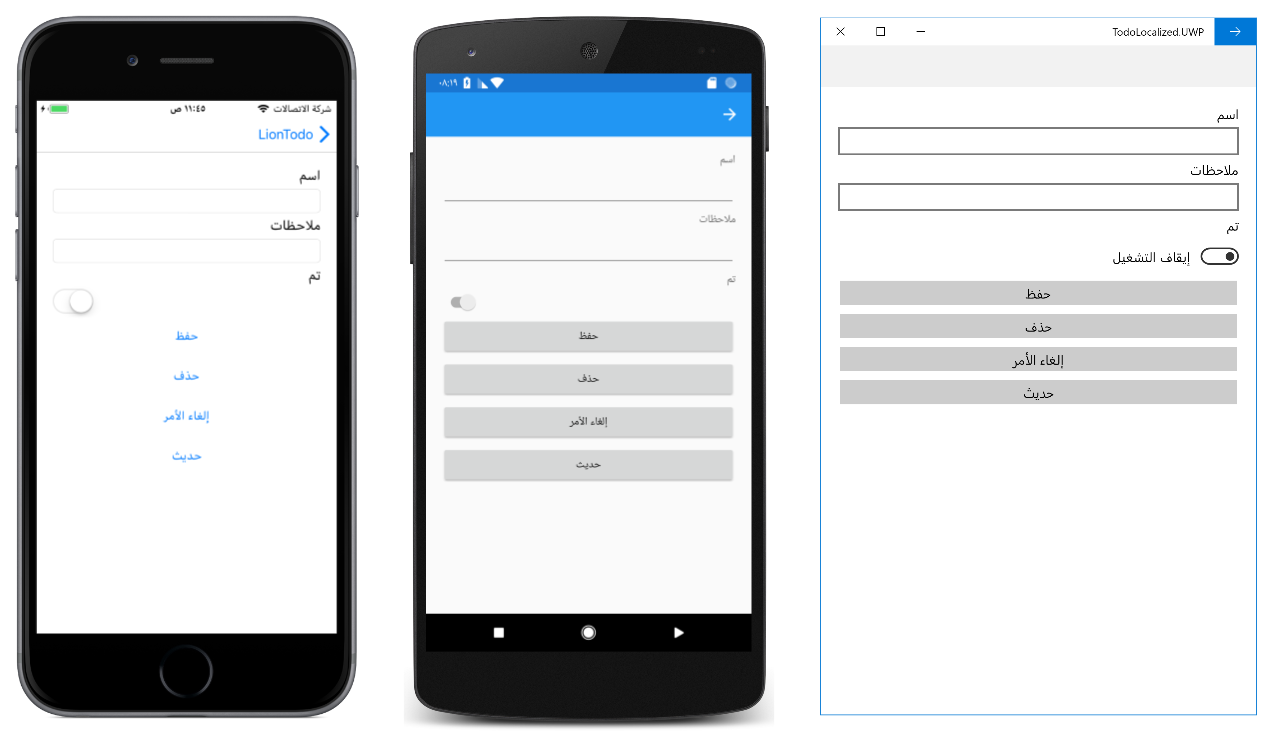 شركة الاتصالات
١١:٤٥ ص
LionTodo
اسم
ملاحظات
تم
حفظ
حذف
إلغاء الأمر
حديث
٠٨:١٩
اسم
ملاحظات
تم
حفظ
حذف
إلغاء الأمر
حديث
TodoLocalized.UWP
اسم
ملاحظات
تم
إيقاف التشغيل
حفظ
حذف
إلغاء الأمر
حديث